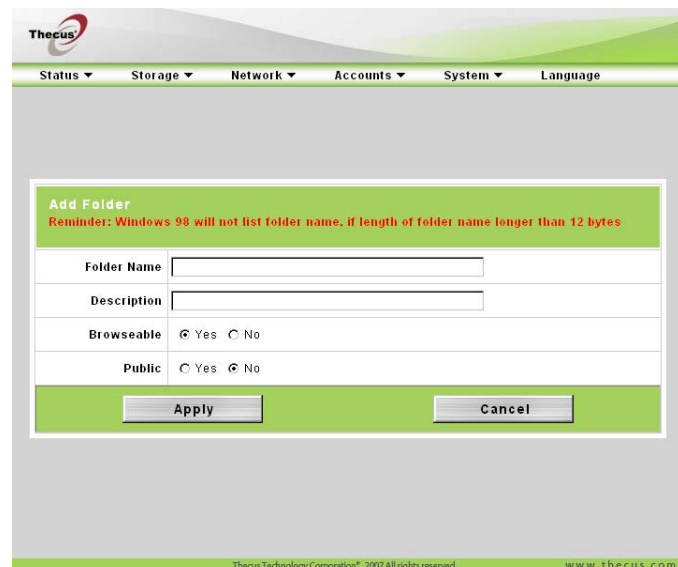 Thecus
Status ▼ Storage ▼ Network ▼ Accounts ▼ System ▼ Language
Add Folder
Reminder: Windows 98 will not list folder name, if length of folder name longer than 12 bytes
Folder Name
Description
Browseable Yes No
Public Yes No
Apply Cancel
Thecus Technology Corporation® 2007 All rights reserved www.thecus.com